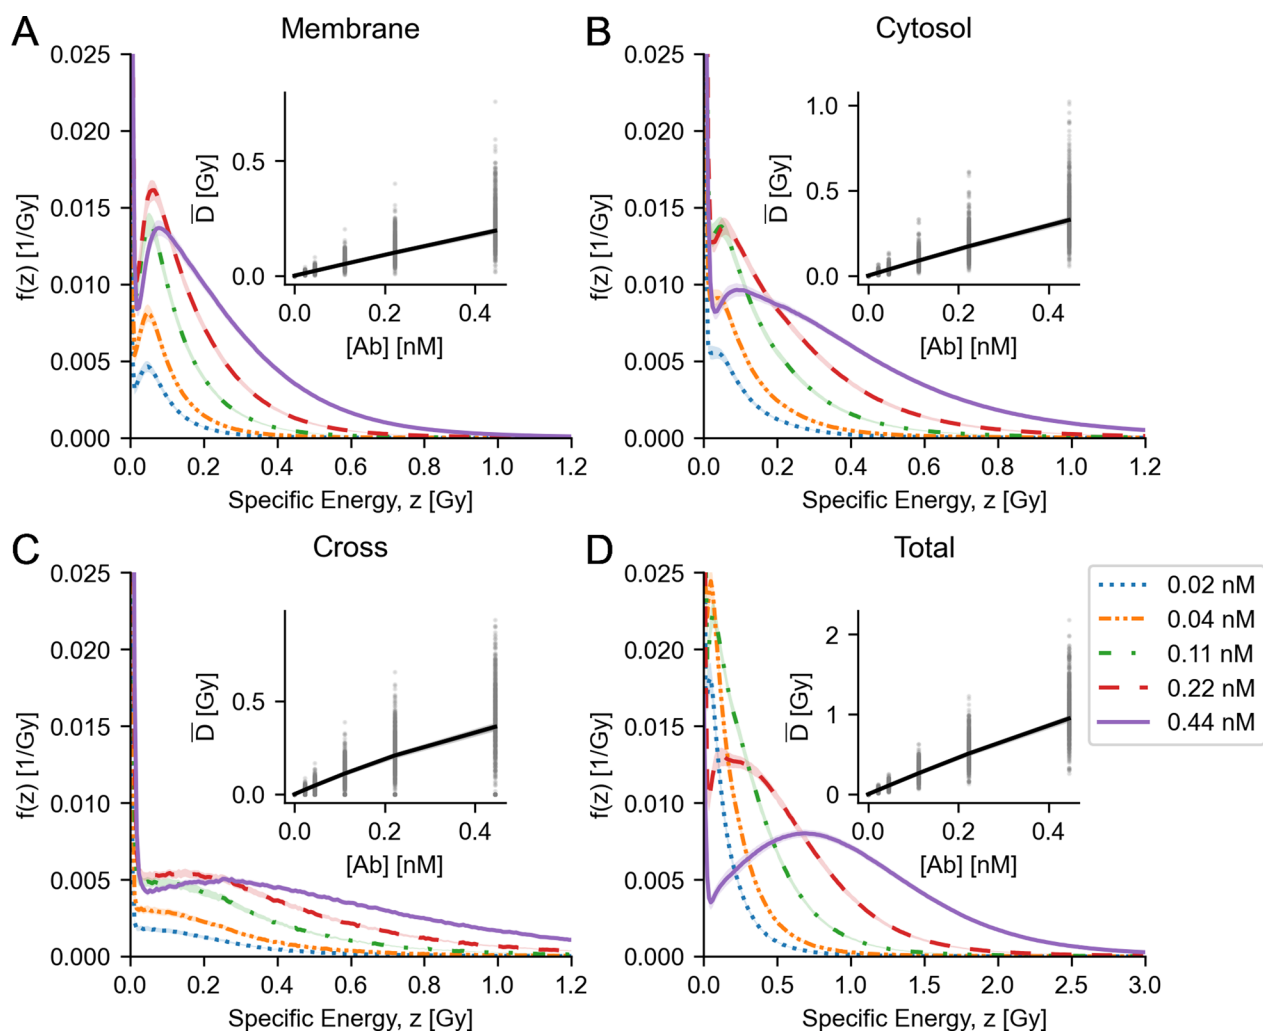 A
Membrane
0.025
0.020
0.015
0.010
0.005
0.000
f(z) [1/Gy]
0.0 0.2 0.4 0.6 0.8 1.0 1.2
Specific Energy, z [Gy]
0.5
0.0
D̅ [Gy]
0.0 0.2 0.4
[Ab] [nM]
B
Cytosol
0.025
0.020
0.015
0.010
0.005
0.000
f(z) [1/Gy]
0.0 0.2 0.4 0.6 0.8 1.0 1.2
Specific Energy, z [Gy]
1.0
0.5
0.0
D̅ [Gy]
0.0 0.2 0.4
[Ab] [nM]
C
Cross
0.025
0.020
0.015
0.010
0.005
0.000
f(z) [1/Gy]
0.0 0.2 0.4 0.6 0.8 1.0 1.2
Specific Energy, z [Gy]
0.5
0.0
D̅ [Gy]
0.0 0.2 0.4
[Ab] [nM]
D
Total
0.025
0.020
0.015
0.010
0.005
0.000
f(z) [1/Gy]
0.0 0.5 1.0 1.5 2.0 2.5 3.0
Specific Energy, z [Gy]
2
1
0
D̅ [Gy]
0.0 0.2 0.4
[Ab] [nM]
0.02 nM
0.04 nM
0.11 nM
0.22 nM
0.44 nM